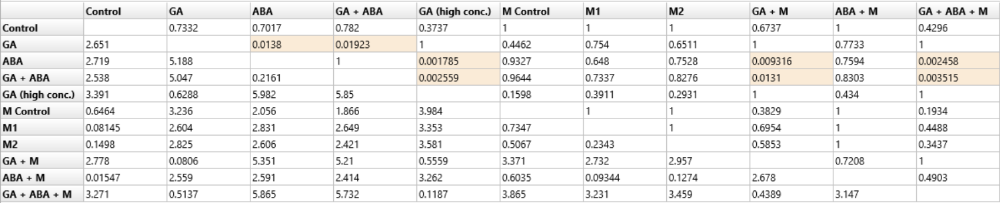 Control GA ABA GA + ABA GA (high conc.) M Control M1 M2 GA + M ABA + M GA + ABA + M
Control 0.7332 0.7017 0.782 0.3737 1 1 1 0.6737 1 0.4296
GA 2.651 0.0138 0.01923 1 0.4462 0.754 0.6511 1 0.7733 1
ABA 2.719 5.188 1 0.001785 0.9327 0.648 0.7528 0.009316 0.7594 0.002458
GA + ABA 2.538 5.047 0.2161 0.002559 0.9644 0.7337 0.8276 0.0131 0.8303 0.003515
GA (high conc.) 3.391 0.6288 5.982 5.85 0.1598 0.3911 0.2931 1 0.434 1
M Control 0.6464 3.236 2.056 1.866 3.984 1 1 0.3829 1 0.1934
M1 0.08145 2.604 2.831 2.649 3.353 0.7347 1 0.6954 1 0.4488
M2 0.1498 2.825 2.606 2.421 3.581 0.5067 0.2343 0.5853 1 0.3437
GA + M 2.778 0.0806 5.351 5.21 0.5559 3.371 2.732 2.957 0.7208 1
ABA + M 0.01547 2.559 2.591 2.414 3.262 0.6035 0.09344 0.1274 2.678 0.4903
GA + ABA + M 3.271 0.5137 5.865 5.732 0.1187 3.865 3.231 3.459 0.4389 3.147